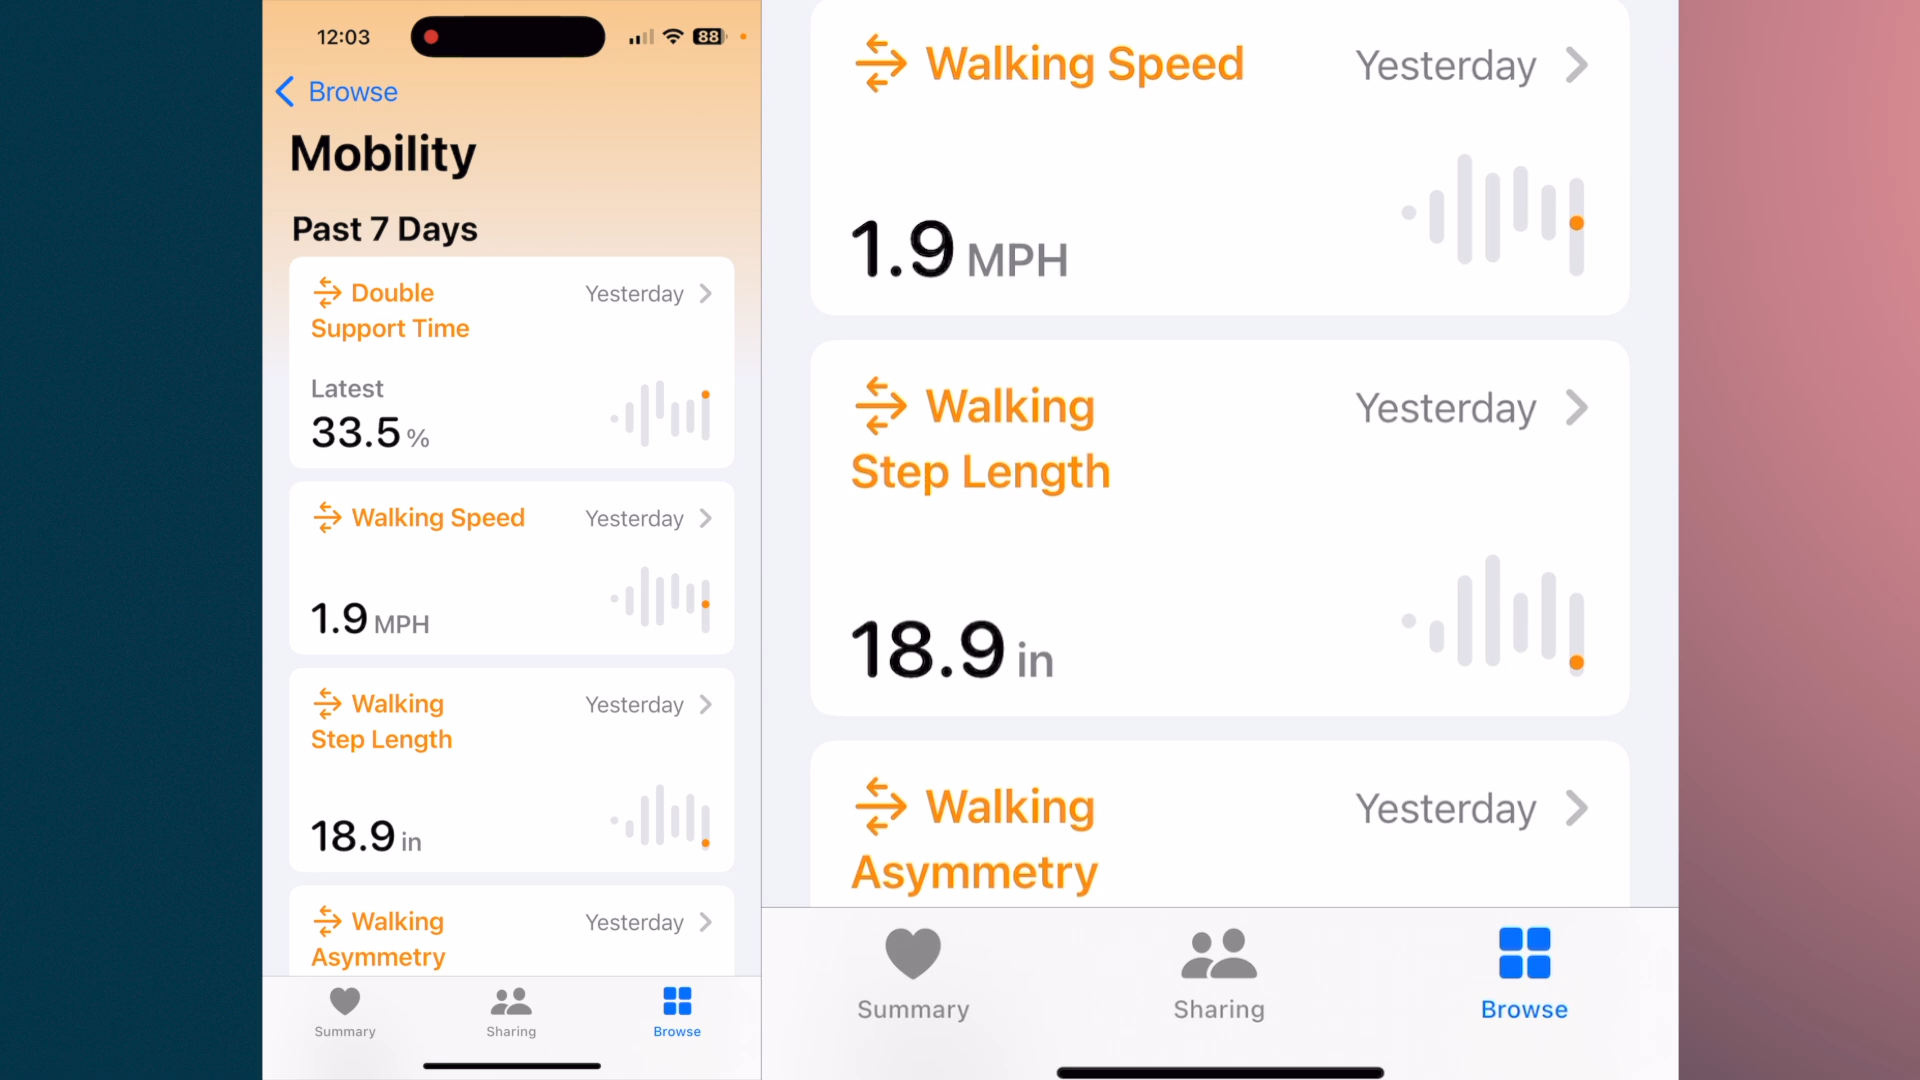 12:03
88
Browse
Mobility
Past 7 Days
Double
Support Time
Yesterday
Latest
33.5 %
Walking Speed
Yesterday
1.9 MPH
Walking
Step Length
Yesterday
18.9 in
Walking
Asymmetry
Yesterday
Summary
Sharing
Browse
Walking Speed
Yesterday
1.9 MPH
Walking
Step Length
Yesterday
18.9 in
Walking
Asymmetry
Yesterday
Summary
Sharing
Browse